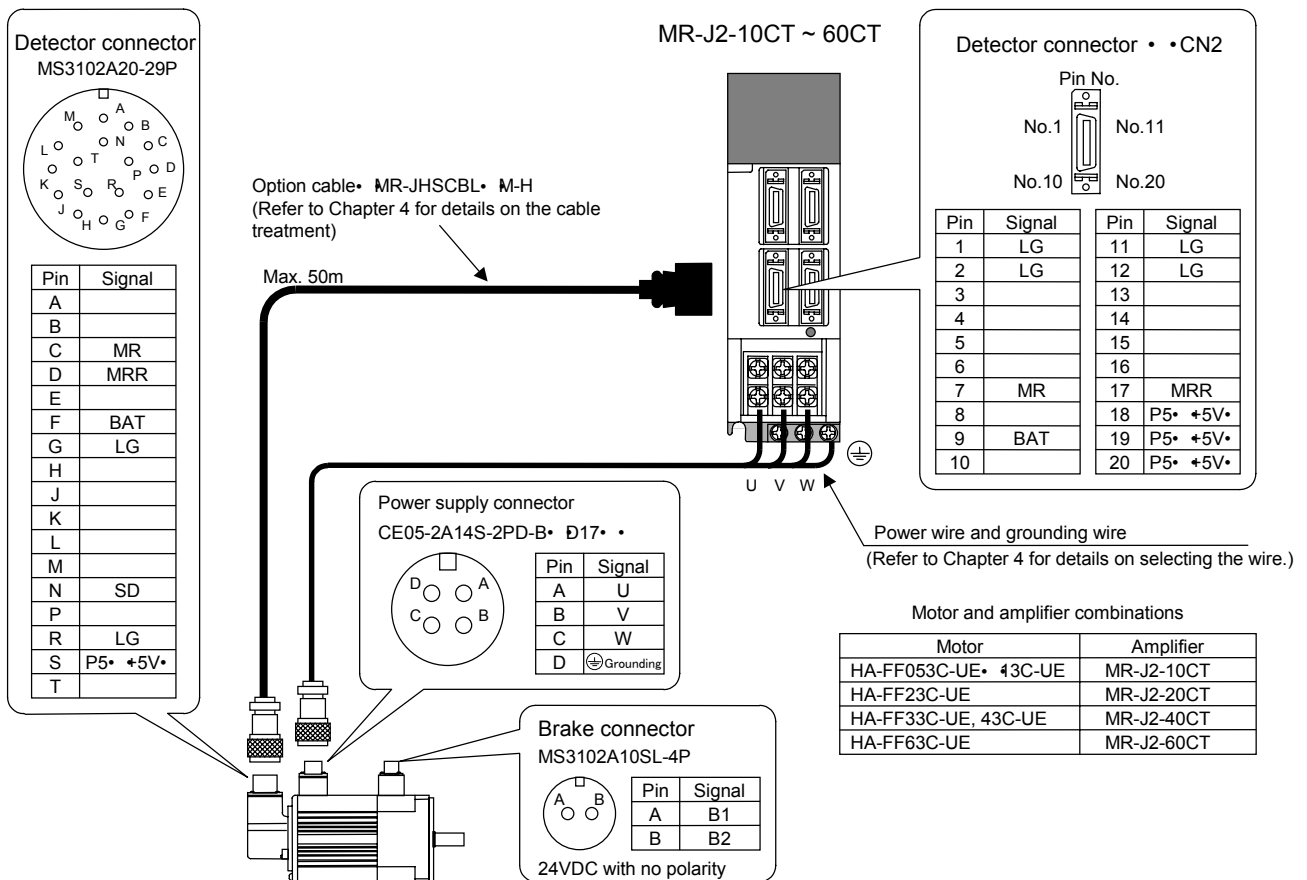 MR-J2-10CT ~ 60CT
Detector connector
MS3102A20-29P
A
B
C
D
E
F
G
H
J
K
L
M
N
P
R
S
T
Pin Signal
A
B
C MR
D MRR
E
F BAT
G LG
H
J
K
L
M
N SD
P
R LG
S P5• +5V•
T
Option cable• MR-JHSCBL• M-H
(Refer to Chapter 4 for details on the cable
treatment)
Max. 50m
Detector connector • •CN2
Pin No.
No.1 No.11
No.10 No.20
Pin Signal Pin Signal
1 LG 11 LG
2 LG 12 LG
3 13
4 14
5 15
6 16
7 MR 17 MRR
8 18 P5• +5V•
9 BAT 19 P5• +5V•
10 20 P5• +5V•
U V W
Power wire and grounding wire
(Refer to Chapter 4 for details on selecting the wire.)
Power supply connector
CE05-2A14S-2PD-B• D17• •
D A
C B
Pin Signal
A U
B V
C W
D Grounding
Brake connector
MS3102A10SL-4P
A B
Pin Signal
A B1
B B2
24VDC with no polarity
Motor and amplifier combinations
Motor Amplifier
HA-FF053C-UE• 13C-UE MR-J2-10CT
HA-FF23C-UE MR-J2-20CT
HA-FF33C-UE, 43C-UE MR-J2-40CT
HA-FF63C-UE MR-J2-60CT